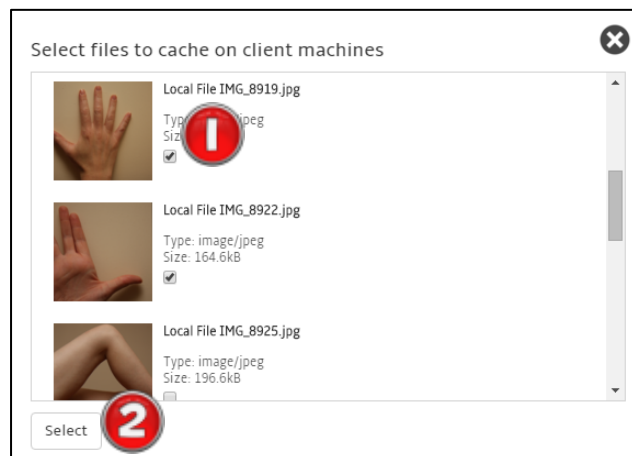 Select files to cache on client machines
Local File IMG_8919.jpg
1
Local File IMG_8922.jpg
Type: image/jpeg
Size: 164.6kB
Local File IMG_8925.jpg
Type: image/jpeg
Size: 196.6kB
Select
2